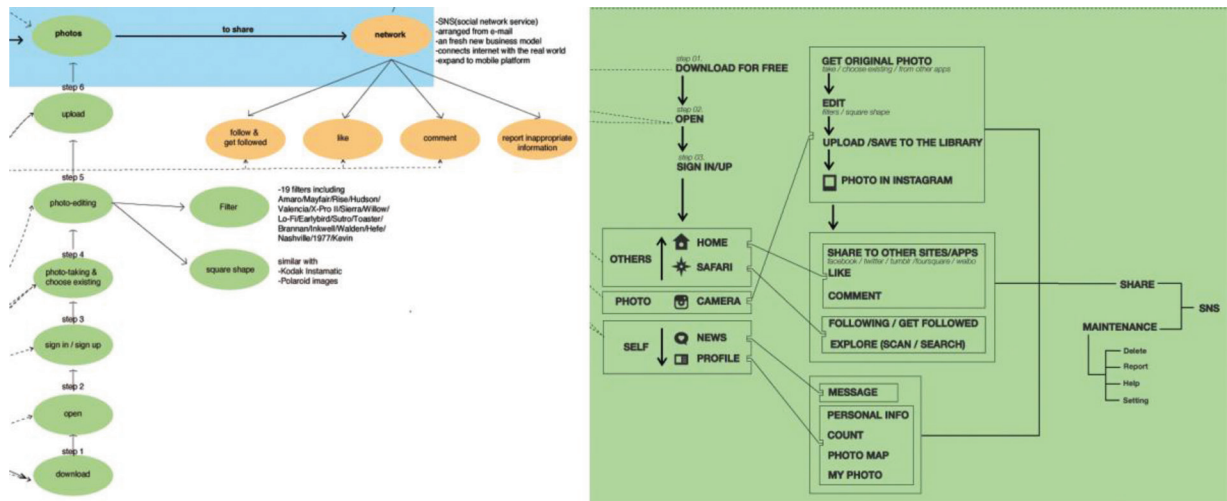 photos
to share
network
-SNS(social network service)
-arranged from e-mail
-an fresh new business model
-connects internet with the real world
-expand to mobile platform
step 6
upload
follow &
get followed
like
comment
report inappropriate
information
step 5
photo-editing
Filter
-19 filters including
Amaro/Mayfair/Rise/Hudson/
Valencia/X-Pro II/Sierra/Willow/
Lo-Fi/Earlybird/Sutro/Toaster/
Brannan/Inkwell/Walden/Hefe/
Nashville/1977/Kevin
step 4
photo-taking &
choose existing
square shape
similar with
-Kodak Instamatic
-Polaroid images
step 3
sign in / sign up
step 2
open
step 1
download
step 01.
DOWNLOAD FOR FREE
step 02.
OPEN
step 03.
SIGN IN/UP
OTHERS
HOME
SAFARI
PHOTO
CAMERA
SELF
NEWS
PROFILE
GET ORIGINAL PHOTO
take / choose existing / from other apps
EDIT
filters / square shape
UPLOAD /SAVE TO THE LIBRARY
PHOTO IN INSTAGRAM
SHARE TO OTHER SITES/APPS
facebook / twitter / tumblr /foursquare / weibo
LIKE
COMMENT
FOLLOWING / GET FOLLOWED
EXPLORE (SCAN / SEARCH)
MESSAGE
PERSONAL INFO
COUNT
PHOTO MAP
MY PHOTO
SHARE
SNS
MAINTENANCE
Delete
Report
Help
Setting